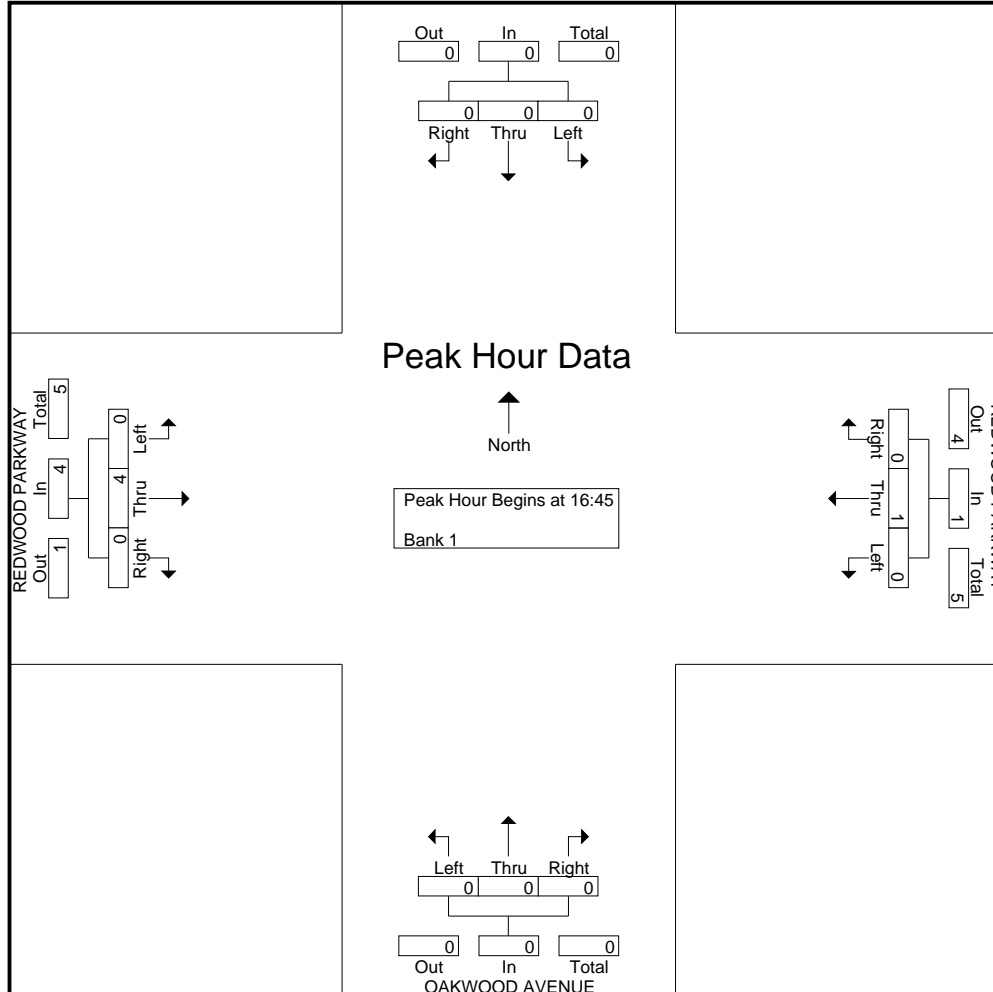 Out In Total
0 0 0
0 0 0
Right Thru Left
Peak Hour Data
North
Peak Hour Begins at 16:45
Bank 1
REDWOOD PARKWAY
Out In Total
1 4 5
0 4 0
Left Thru Right
Right Thru Left
0 1 0
Out In Total
4 1 5
Left Thru Right
0 0 0
0 0 0
Out In Total
OAKWOOD AVENUE